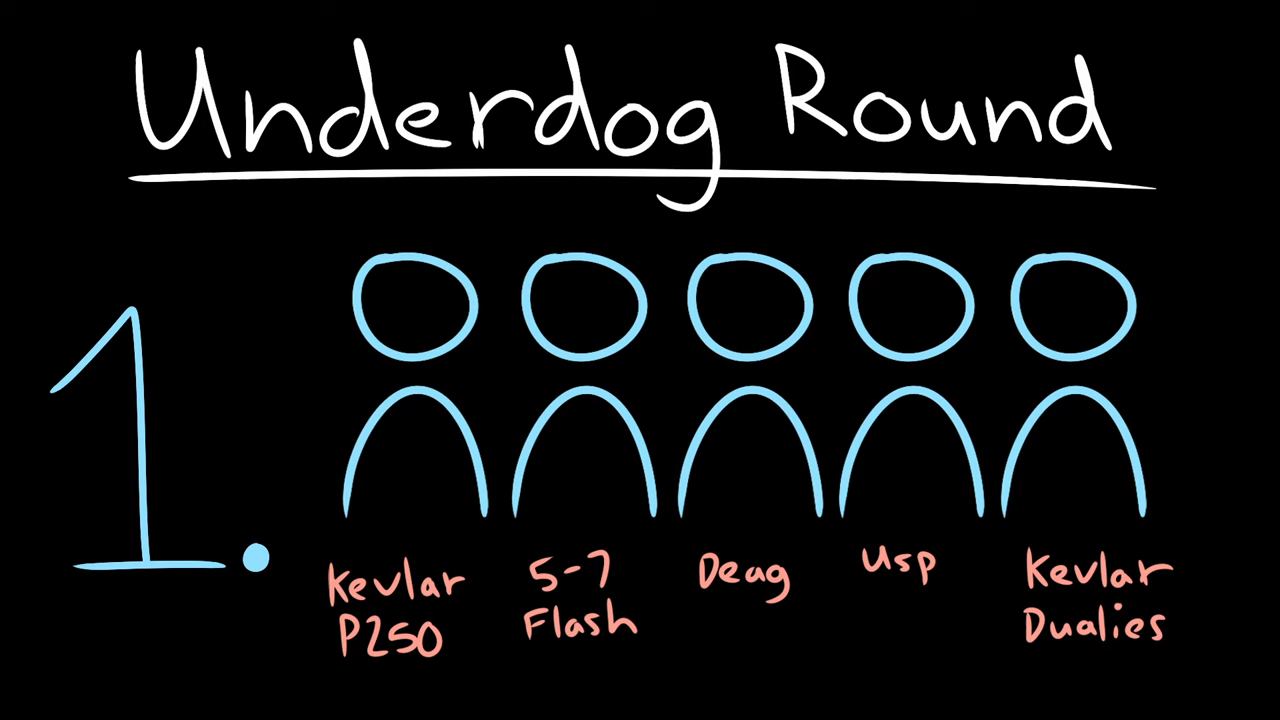 Underdog Round
1.
Kevlar
P250
5-7
Flash
Deag
Usp
Kevlar
Dualies